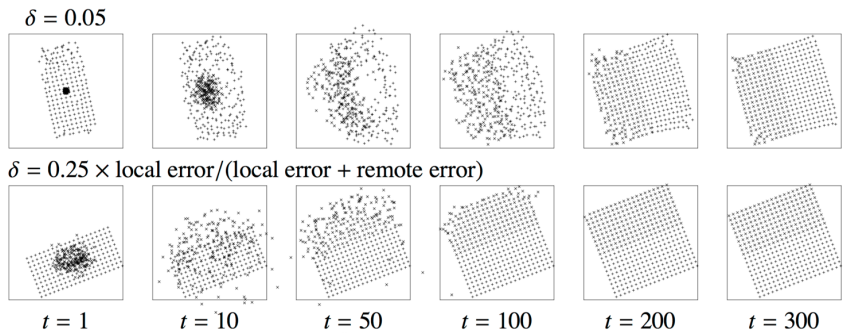 δ = 0.05
δ = 0.25 × local error/(local error + remote error)
t = 1 t = 10 t = 50 t = 100 t = 200 t = 300